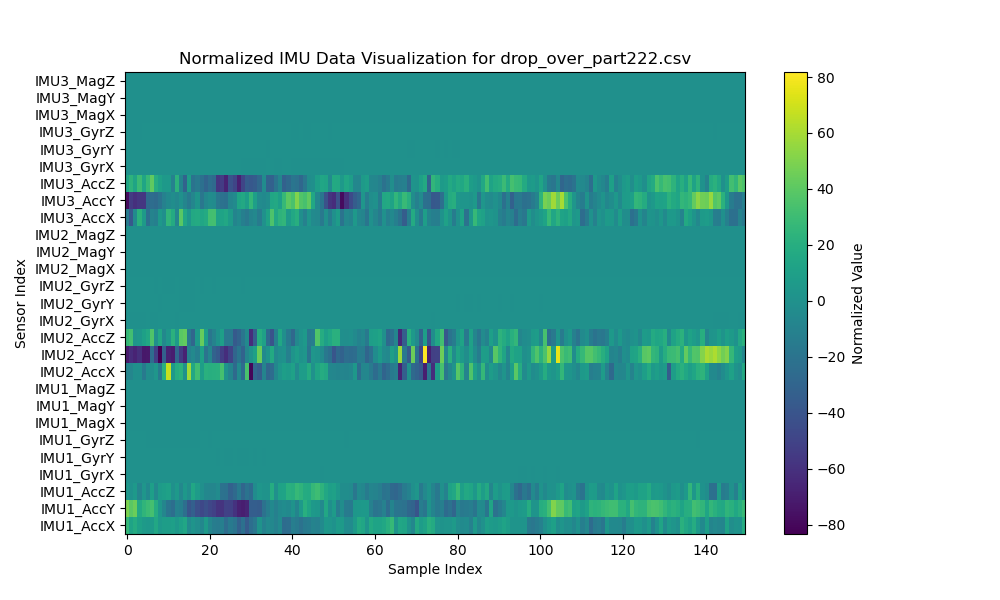 Normalized IMU Data Visualization for drop_over_part222.csv
Sensor Index
IMU3_MagZ
IMU3_MagY
IMU3_MagX
IMU3_GyrZ
IMU3_GyrY
IMU3_GyrX
IMU3_AccZ
IMU3_AccY
IMU3_AccX
IMU2_MagZ
IMU2_MagY
IMU2_MagX
IMU2_GyrZ
IMU2_GyrY
IMU2_GyrX
IMU2_AccZ
IMU2_AccY
IMU2_AccX
IMU1_MagZ
IMU1_MagY
IMU1_MagX
IMU1_GyrZ
IMU1_GyrY
IMU1_GyrX
IMU1_AccZ
IMU1_AccY
IMU1_AccX
0 20 40 60 80 100 120 140
Sample Index
80
60
40
20
0
−20
−40
−60
−80
Normalized Value